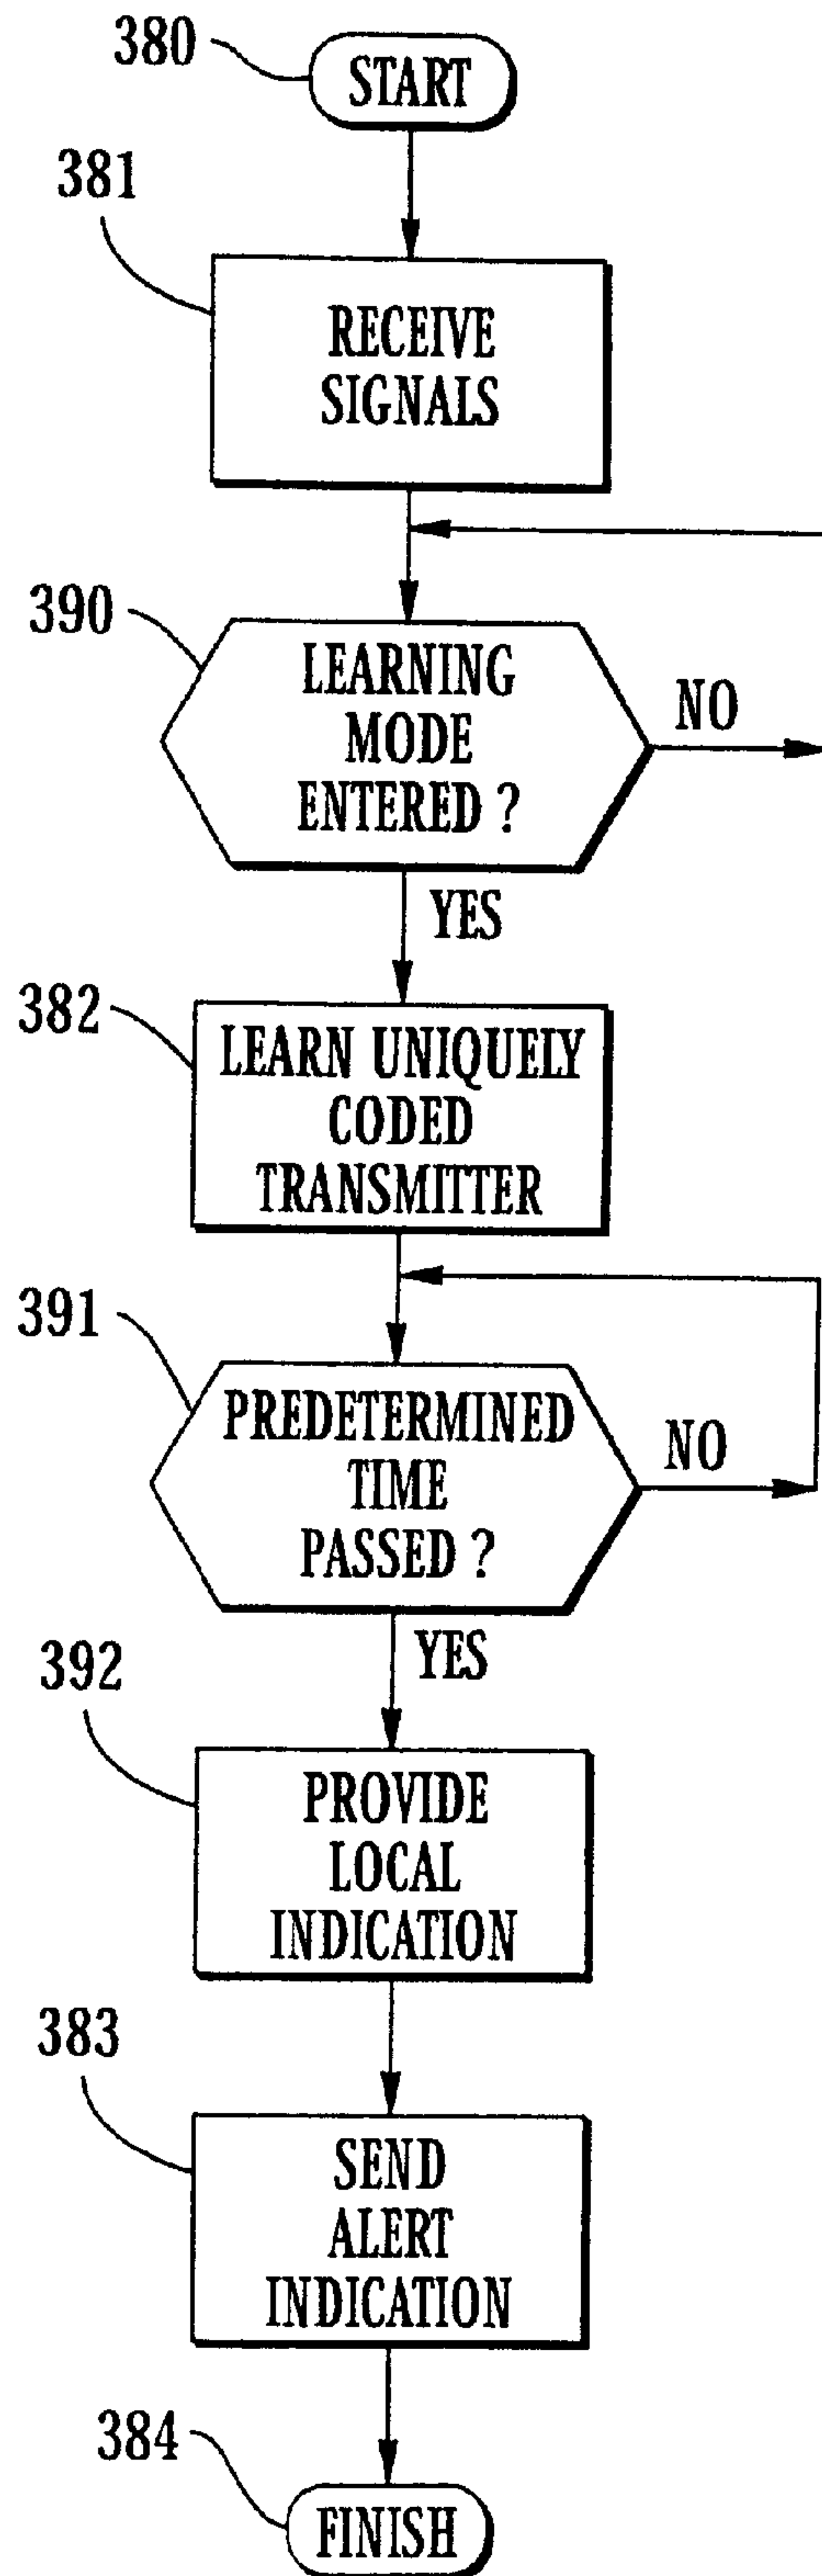 380
START
381
RECEIVE
SIGNALS
390
LEARNING
MODE
ENTERED ?
NO
YES
382
LEARN UNIQUELY
CODED
TRANSMITTER
391
PREDETERMINED
TIME
PASSED ?
NO
YES
392
PROVIDE
LOCAL
INDICATION
383
SEND
ALERT
INDICATION
384
FINISH